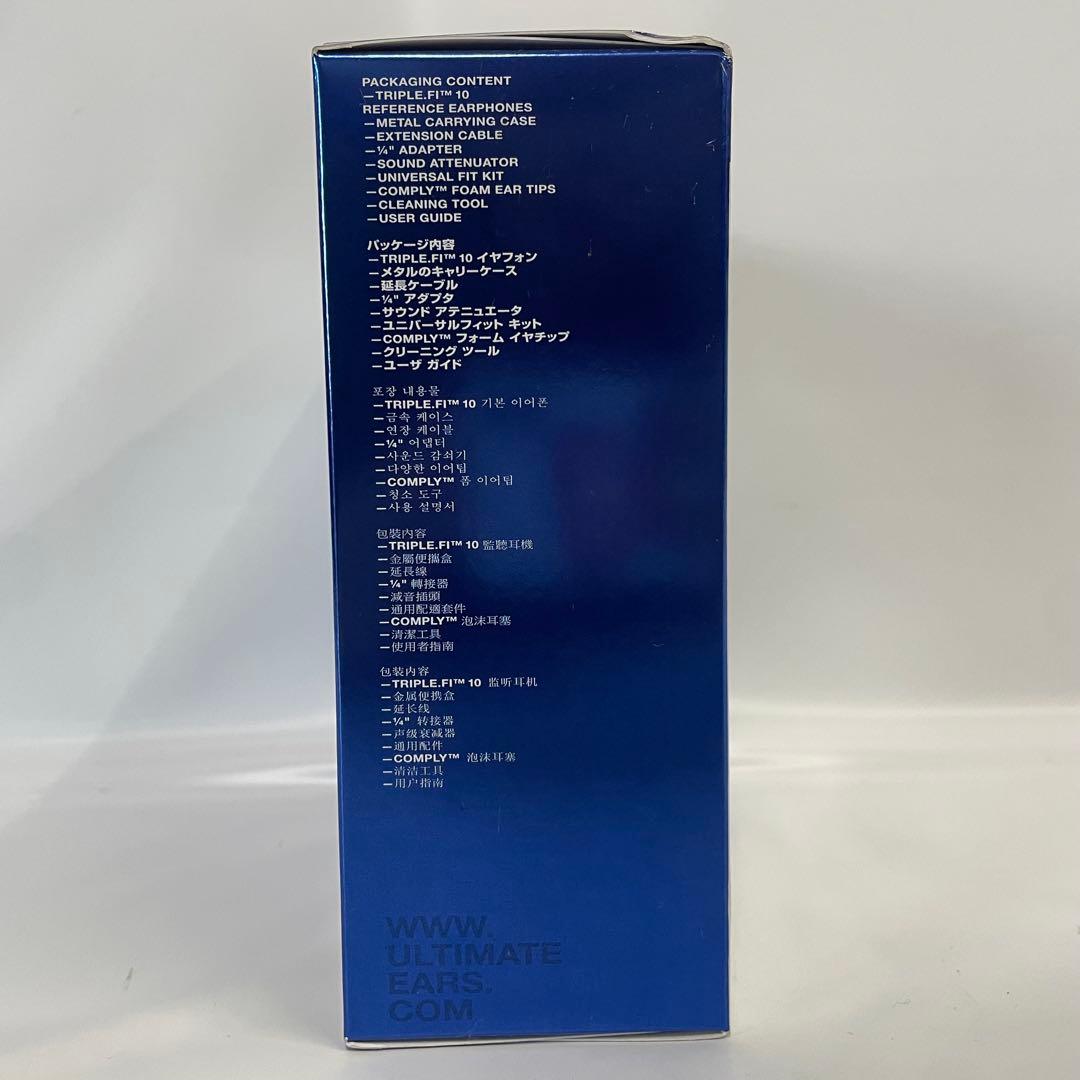 PACKAGING CONTENT
—TRIPLE.FI™ 10
REFERENCE EARPHONES
—METAL CARRYING CASE
—EXTENSION CABLE
—¼" ADAPTER
—SOUND ATTENUATOR
—UNIVERSAL FIT KIT
—COMPLY™ FOAM EAR TIPS
—CLEANING TOOL
—USER GUIDE
パッケージ内容
—TRIPLE.FI™ 10 イヤフォン
—メタルのキャリーケース
—延長ケーブル
—¼" アダプタ
—サウンド アテニュエータ
—ユニバーサルフィット キット
—COMPLY™ フォーム イヤチップ
—クリーニング ツール
—ユーザ ガイド
포장 내용물
—TRIPLE.FI™ 10 기본 이어폰
—금속 케이스
—연장 케이블
—¼" 어댑터
—사운드 감쇠기
—다양한 이어팁
—COMPLY™ 폼 이어팁
—청소 도구
—사용 설명서
包裝內容
—TRIPLE.FI™ 10 監聽耳機
—金屬便攜盒
—延長線
—¼" 轉接器
—減音插頭
—通用配適套件
—COMPLY™ 泡沫耳塞
—清潔工具
—使用者指南
包装内容
—TRIPLE.FI™ 10 监听耳机
—金属便携盒
—延长线
—¼" 转接器
—声级衰减器
—通用配件
—COMPLY™ 泡沫耳塞
—清洁工具
—用户指南
WWW.
ULTIMATE
EARS.
COM